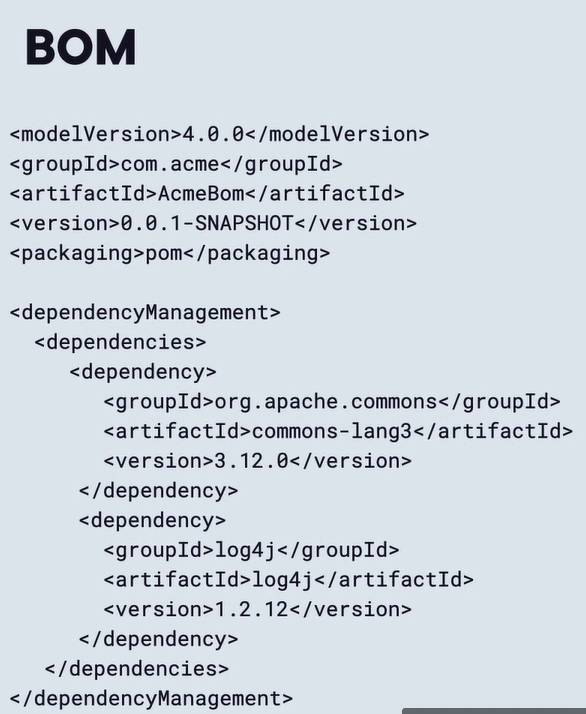 BOM
<modelVersion>4.0.0</modelVersion>
<groupId>com.acme</groupId>
<artifactId>AcmeBom</artifactId>
<version>0.0.1-SNAPSHOT</version>
<packaging>pom</packaging>
<dependencyManagement>
<dependencies>
<dependency>
<groupId>org.apache.commons</groupId>
<artifactId>commons-lang3</artifactId>
<version>3.12.0</version>
</dependency>
<dependency>
<groupId>log4j</groupId>
<artifactId>log4j</artifactId>
<version>1.2.12</version>
</dependency>
</dependencies>
</dependencyManagement>